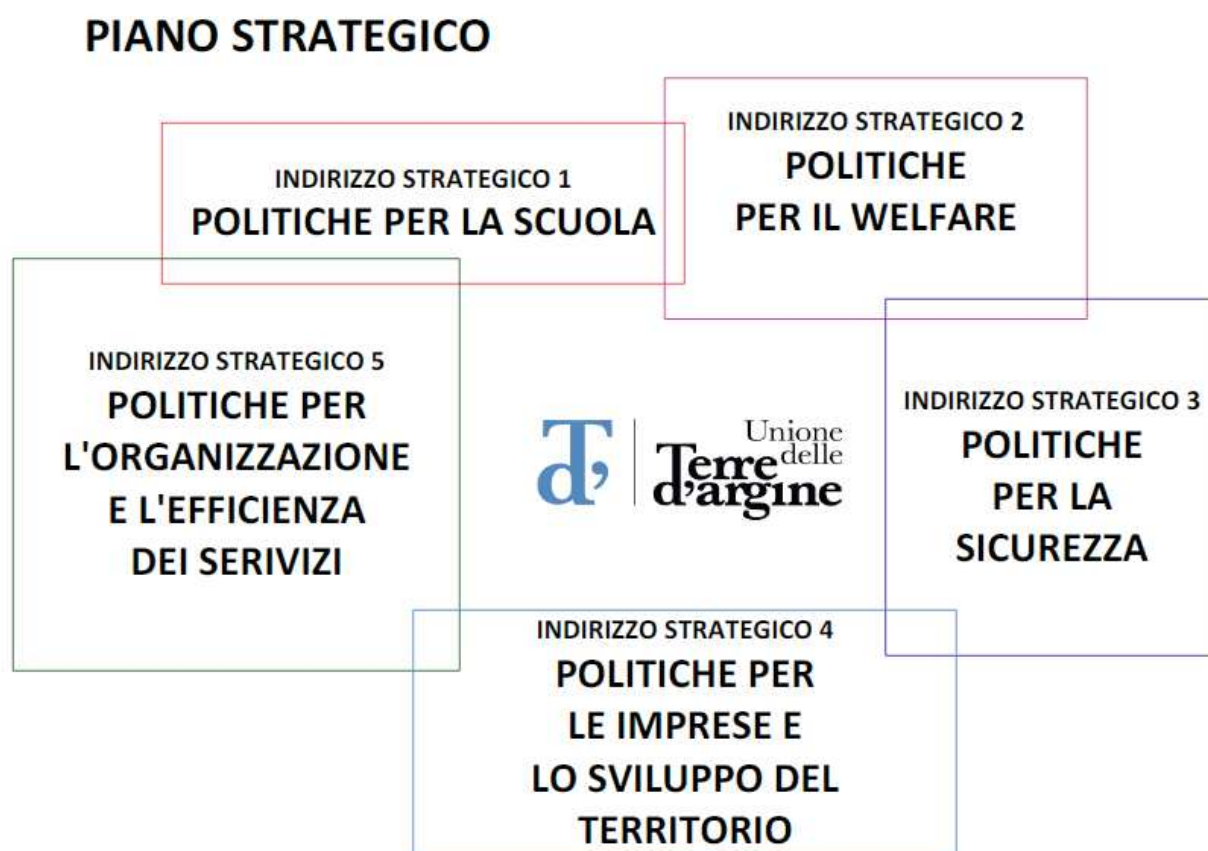 PIANO STRATEGICO
INDIRIZZO STRATEGICO 1
POLITICHE PER LA SCUOLA
INDIRIZZO STRATEGICO 2
POLITICHE
PER IL WELFARE
INDIRIZZO STRATEGICO 3
POLITICHE
PER LA
SICUREZZA
INDIRIZZO STRATEGICO 4
POLITICHE PER
LE IMPRESE E
LO SVILUPPO DEL
TERRITORIO
INDIRIZZO STRATEGICO 5
POLITICHE PER
L'ORGANIZZAZIONE
E L'EFFICIENZA
DEI SERIVIZI
Td'
Unione
delle
Terre
d'argine